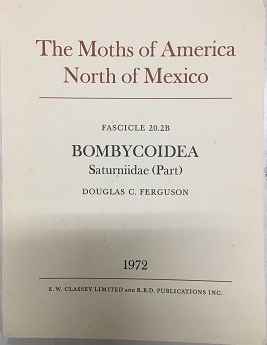 The Moths of America
North of Mexico
FASCICLE 20.2B
BOMBYCOIDEA
Saturniidae (Part)
DOUGLAS C. FERGUSON
1972
E. W. CLASSEY LIMITED AND R.B.D. PUBLICATIONS INC.